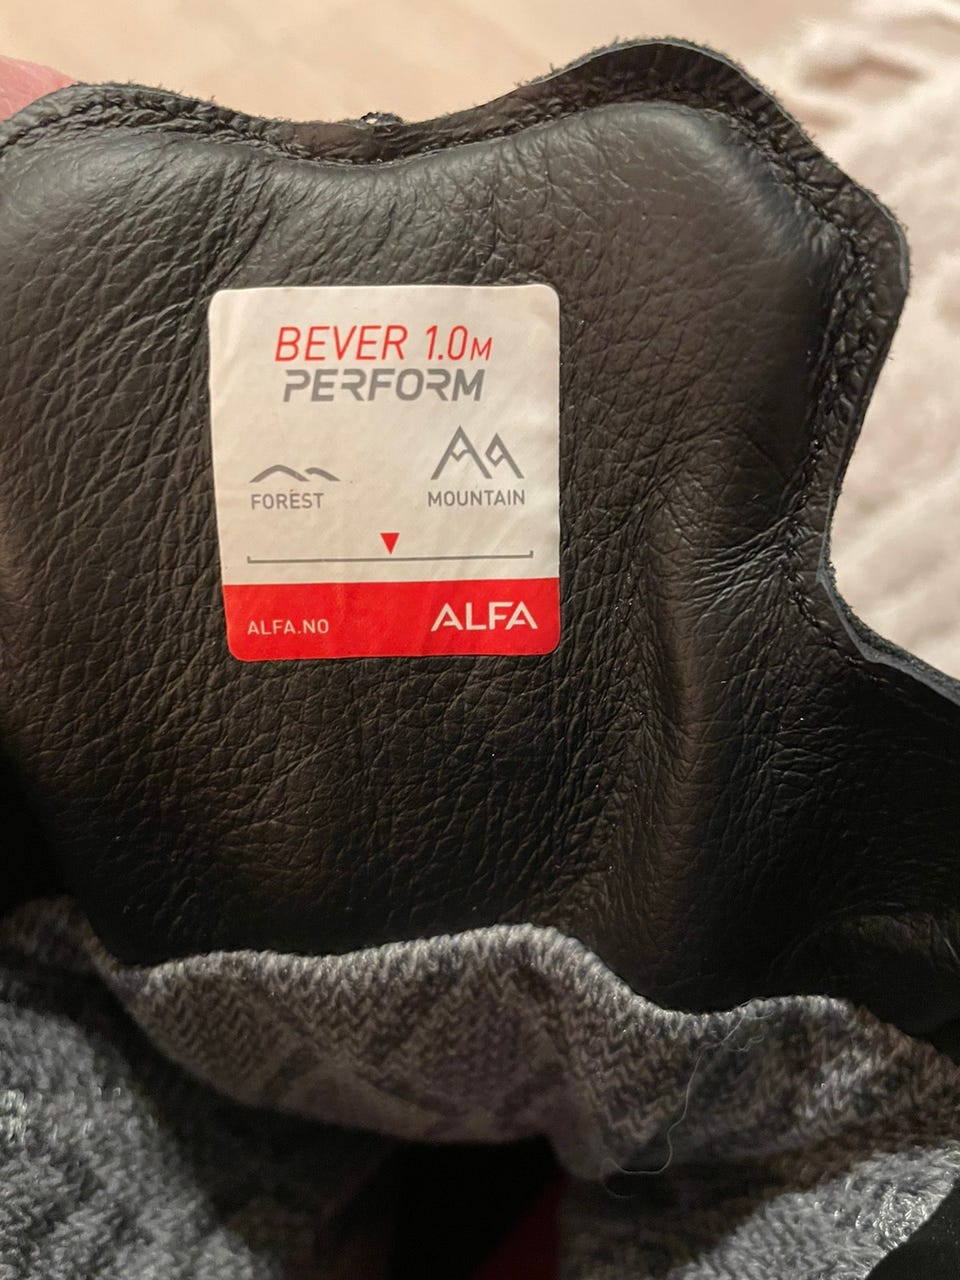 BEVER 1.0M
PERFORM
FOREST MOUNTAIN
ALFA.NO ALFA